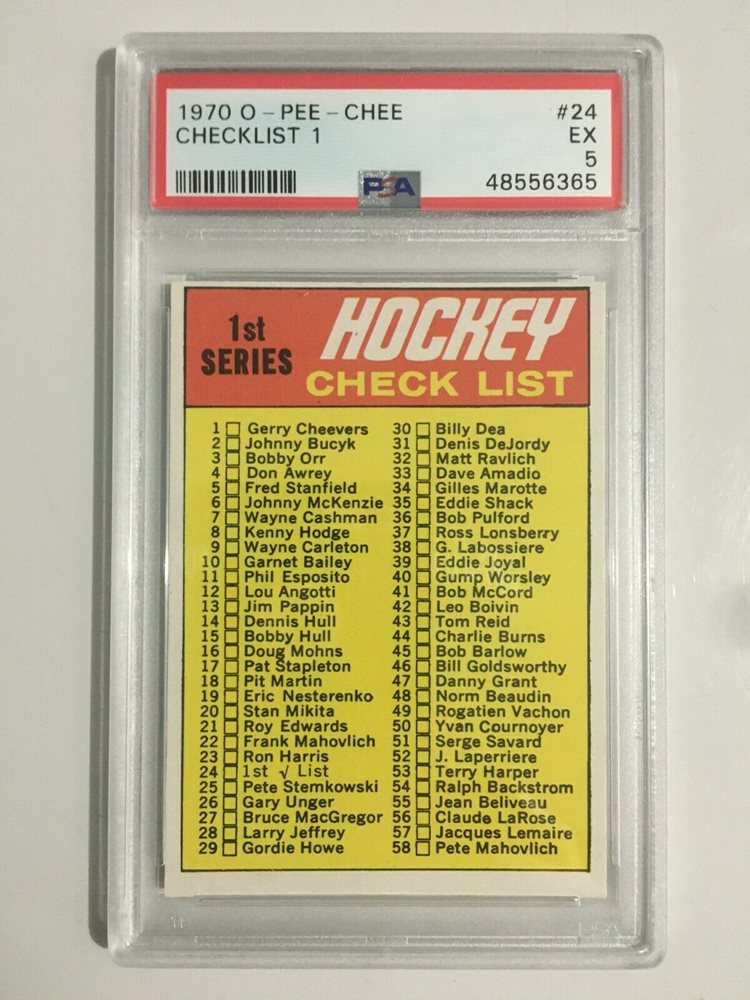 1970 O-PEE-CHEE #24
CHECKLIST 1 EX
5
PSA 48556365
1st SERIES HOCKEY
CHECK LIST
1 Gerry Cheevers
2 Johnny Bucyk
3 Bobby Orr
4 Don Awrey
5 Fred Stanfield
6 Johnny McKenzie
7 Wayne Cashman
8 Kenny Hodge
9 Wayne Carleton
10 Garnet Bailey
11 Phil Esposito
12 Lou Angotti
13 Jim Pappin
14 Dennis Hull
15 Bobby Hull
16 Doug Mohns
17 Pat Stapleton
18 Pit Martin
19 Eric Nesterenko
20 Stan Mikita
21 Roy Edwards
22 Frank Mahovlich
23 Ron Harris
24 1st √ List
25 Pete Stemkowski
26 Gary Unger
27 Bruce MacGregor
28 Larry Jeffrey
29 Gordie Howe
30 Billy Dea
31 Denis DeJordy
32 Matt Ravlich
33 Dave Amadio
34 Gilles Marotte
35 Eddie Shack
36 Bob Pulford
37 Ross Lonsberry
38 G. Labossiere
39 Eddie Joyal
40 Gump Worsley
41 Bob McCord
42 Leo Boivin
43 Tom Reid
44 Charlie Burns
45 Bob Barlow
46 Bill Goldsworthy
47 Danny Grant
48 Norm Beaudin
49 Rogatien Vachon
50 Yvan Cournoyer
51 Serge Savard
52 J. Laperriere
53 Terry Harper
54 Ralph Backstrom
55 Jean Beliveau
56 Claude LaRose
57 Jacques Lemaire
58 Pete Mahovlich